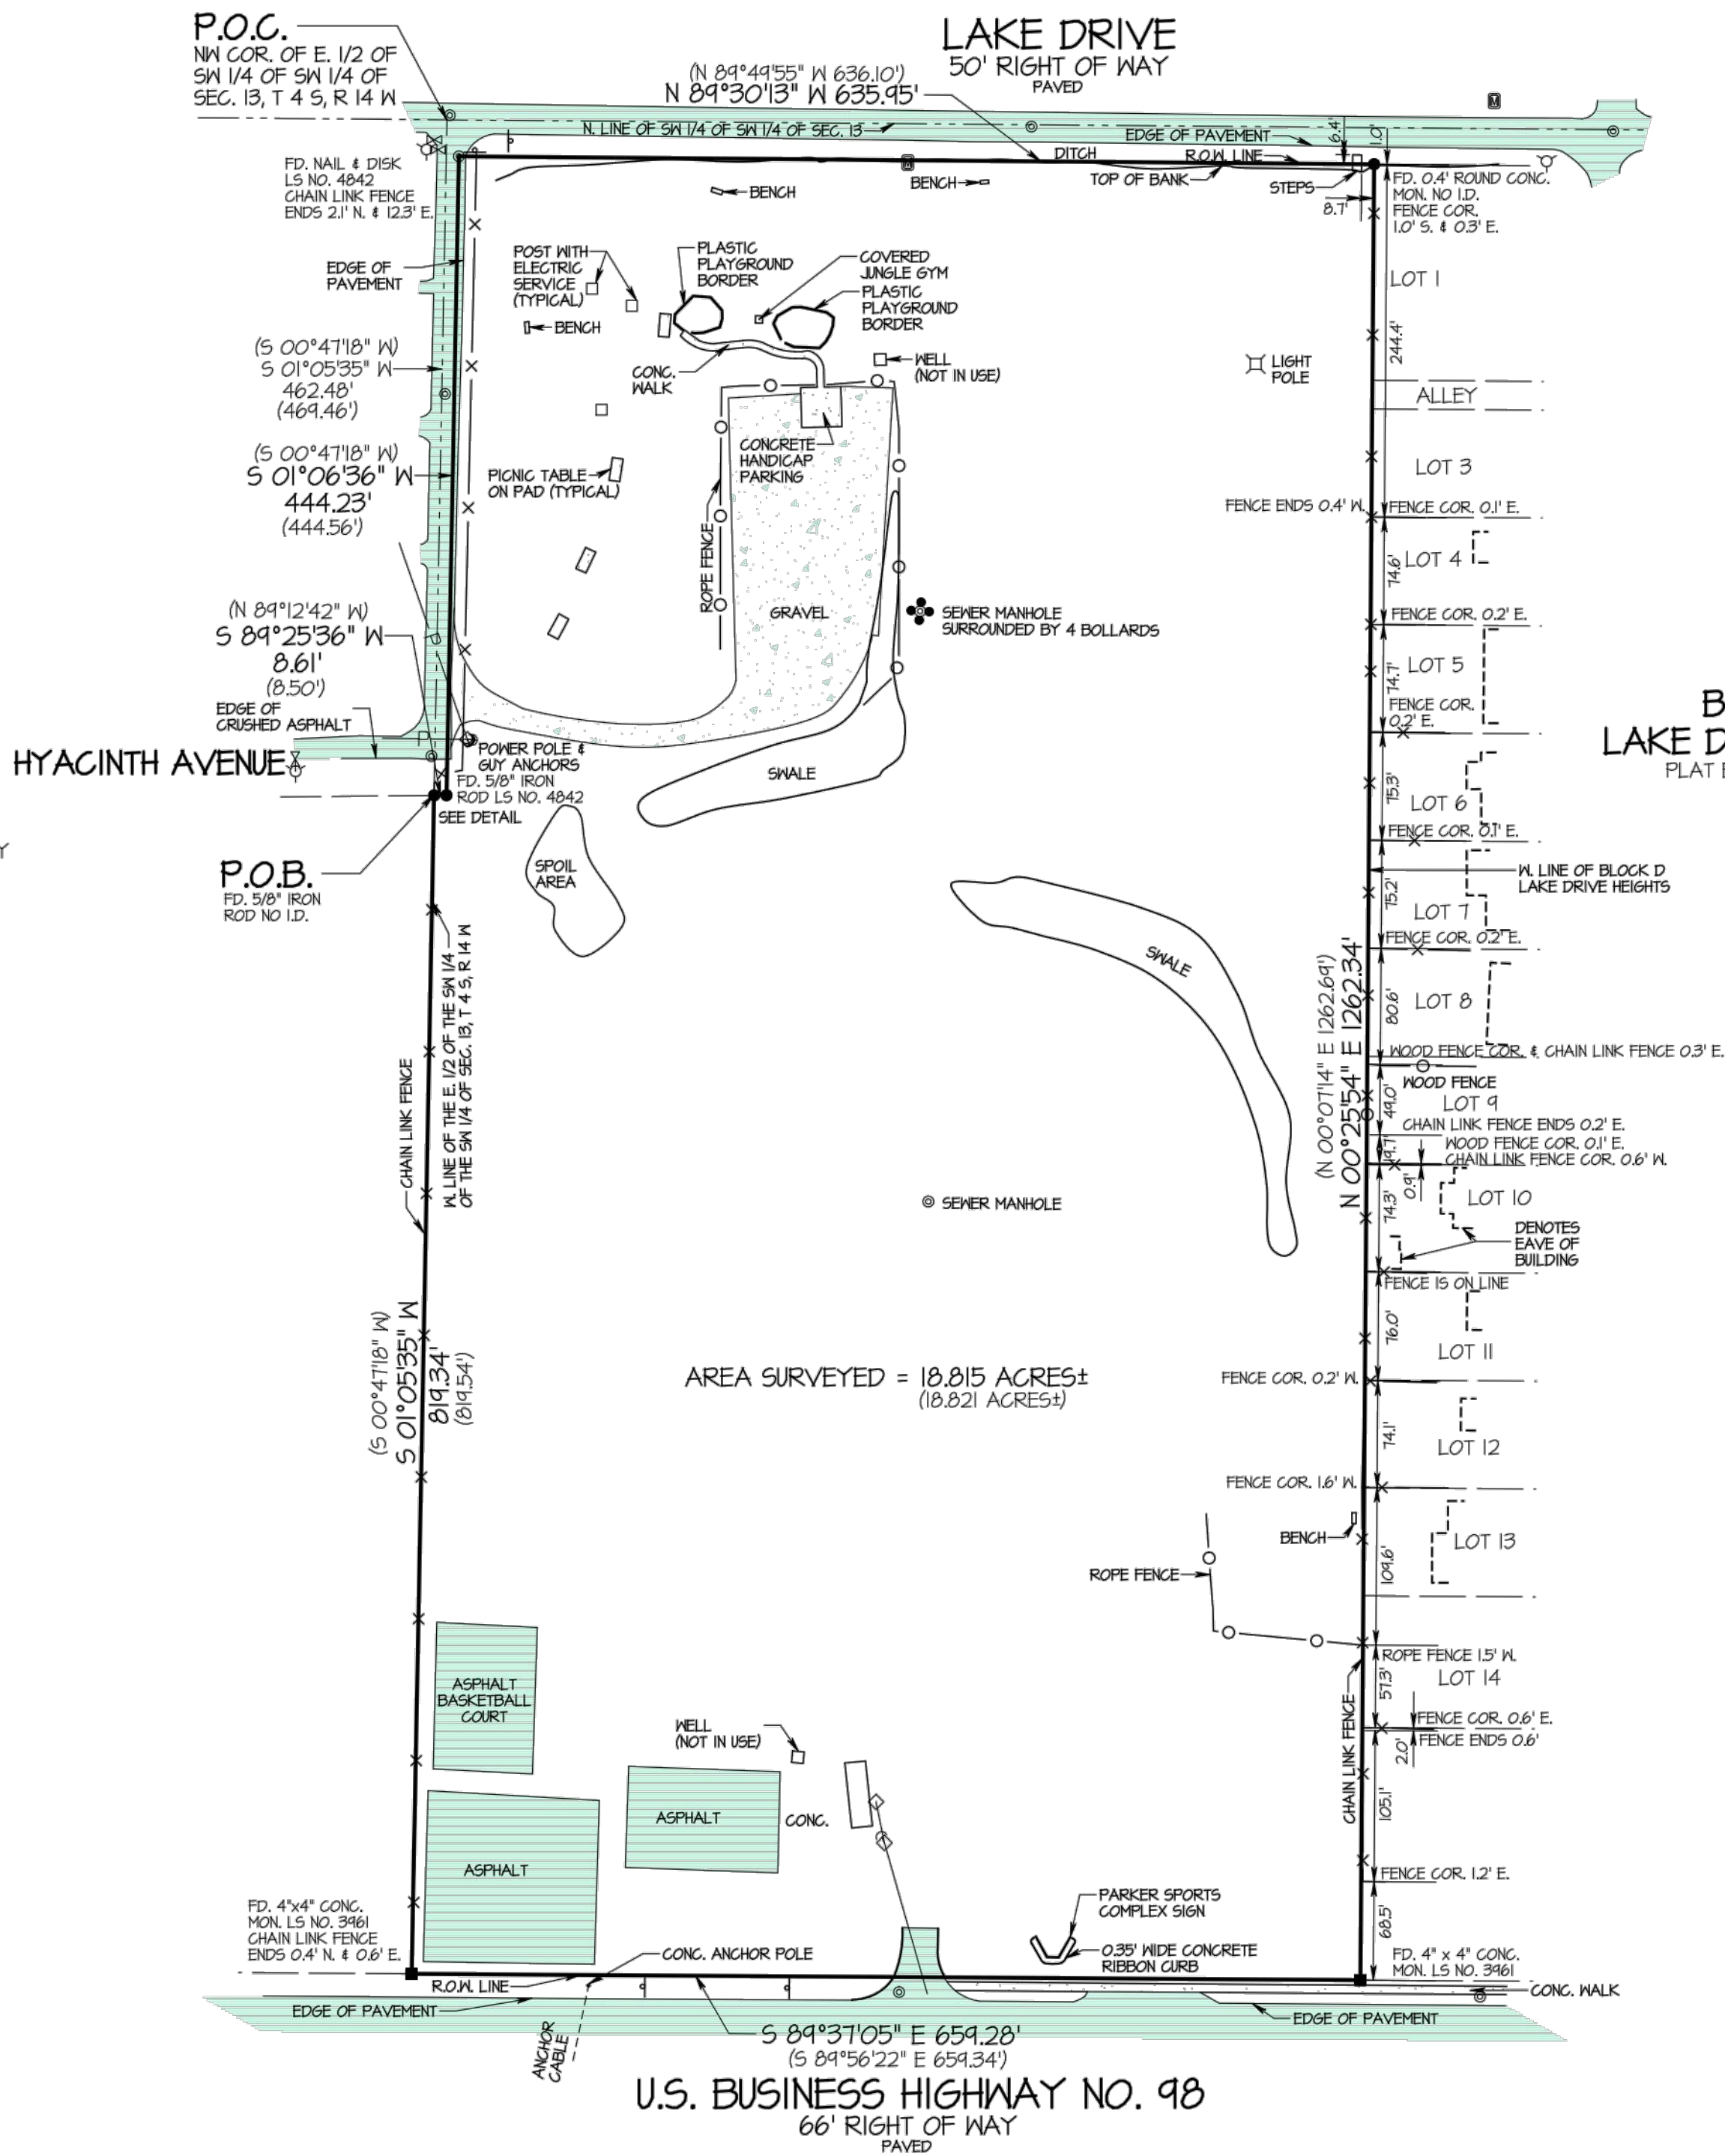 P.O.C.
NW COR. OF E. 1/2 OF
SW 1/4 OF SW 1/4 OF
SEC. 13, T 4 S, R 14 W
LAKE DRIVE
50' RIGHT OF WAY
PAVED
(N 89°49'55" W 636.10')
N 89°30'13" W 635.95'
N. LINE OF SW 1/4 OF SW 1/4 OF SEC. 13
EDGE OF PAVEMENT
6.4'
1.0'
M
M
DITCH
R.O.W. LINE
TOP OF BANK
STEPS
8.7'
BENCH
BENCH
FD. NAIL & DISK
LS NO. 4842
CHAIN LINK FENCE
ENDS 2.1' N. & 12.3' E.
FD. 0.4' ROUND CONC.
MON. NO I.D.
FENCE COR.
1.0' S. & 0.3' E.
EDGE OF
PAVEMENT
POST WITH
ELECTRIC
SERVICE
(TYPICAL)
PLASTIC
PLAYGROUND
BORDER
COVERED
JUNGLE GYM
PLASTIC
PLAYGROUND
BORDER
BENCH
CONC.
WALK
WELL
(NOT IN USE)
LIGHT
POLE
LOT 1
244.4'
ALLEY
(S 00°47'18" W)
S 01°05'35" W
462.48'
(469.46')
(S 00°47'18" W)
S 01°06'36" W
444.23'
(444.56')
CONCRETE
HANDICAP
PARKING
PICNIC TABLE
ON PAD (TYPICAL)
ROPE FENCE
GRAVEL
LOT 3
FENCE ENDS 0.4' W.
FENCE COR. 0.1' E.
74.6'
LOT 4
SEWER MANHOLE
SURROUNDED BY 4 BOLLARDS
FENCE COR. 0.2' E.
74.7'
LOT 5
FENCE COR.
0.2' E.
(N 89°12'42" W)
S 89°25'36" W
8.61'
(8.50')
EDGE OF
CRUSHED ASPHALT
HYACINTH AVENUE
P
POWER POLE &
GUY ANCHORS
FD. 5/8" IRON
ROD LS NO. 4842
SEE DETAIL
SWALE
B
LAKE D
PLAT B
75.3'
LOT 6
FENCE COR. 0.1' E.
Y
P.O.B.
FD. 5/8" IRON
ROD NO I.D.
SPOIL
AREA
W. LINE OF BLOCK D
LAKE DRIVE HEIGHTS
75.2'
LOT 7
FENCE COR. 0.2' E.
SWALE
80.6'
LOT 8
W. LINE OF THE E. 1/2 OF THE SW 1/4
OF THE SW 1/4 OF SEC. 13, T 4 S, R 14 W
CHAIN LINK FENCE
(N 00°07'14" E 1262.69')
N 00°25'54" E 1262.34'
WOOD FENCE COR. & CHAIN LINK FENCE 0.3' E.
WOOD FENCE
49.0'
LOT 9
CHAIN LINK FENCE ENDS 0.2' E.
WOOD FENCE COR. 0.1' E.
CHAIN LINK FENCE COR. 0.6' W.
0.9'
SEWER MANHOLE
74.3'
LOT 10
DENOTES
EAVE OF
BUILDING
FENCE IS ON LINE
76.0'
LOT 11
(S 00°47'18" W)
S 01°05'35" W
819.34'
(819.54')
AREA SURVEYED = 18.815 ACRES±
(18.821 ACRES±)
FENCE COR. 0.2' W.
74.1'
LOT 12
FENCE COR. 1.6' W.
BENCH
109.6'
LOT 13
ROPE FENCE
ROPE FENCE 1.5' W.
57.3'
LOT 14
ASPHALT
BASKETBALL
COURT
CHAIN LINK FENCE
FENCE COR. 0.6' E.
FENCE ENDS 0.6'
2.0'
WELL
(NOT IN USE)
ASPHALT
CONC.
105.1'
ASPHALT
FENCE COR. 1.2' E.
68.5'
PARKER SPORTS
COMPLEX SIGN
0.35' WIDE CONCRETE
RIBBON CURB
FD. 4"x4" CONC.
MON. LS NO. 3961
CHAIN LINK FENCE
ENDS 0.4' N. & 0.6' E.
CONC. ANCHOR POLE
FD. 4" x 4" CONC.
MON. LS NO. 3961
R.O.W. LINE
CONC. WALK
EDGE OF PAVEMENT
EDGE OF PAVEMENT
ANCHOR
CABLE
S 89°37'05" E 659.28'
(S 89°56'22" E 659.34')
U.S. BUSINESS HIGHWAY NO. 98
66' RIGHT OF WAY
PAVED